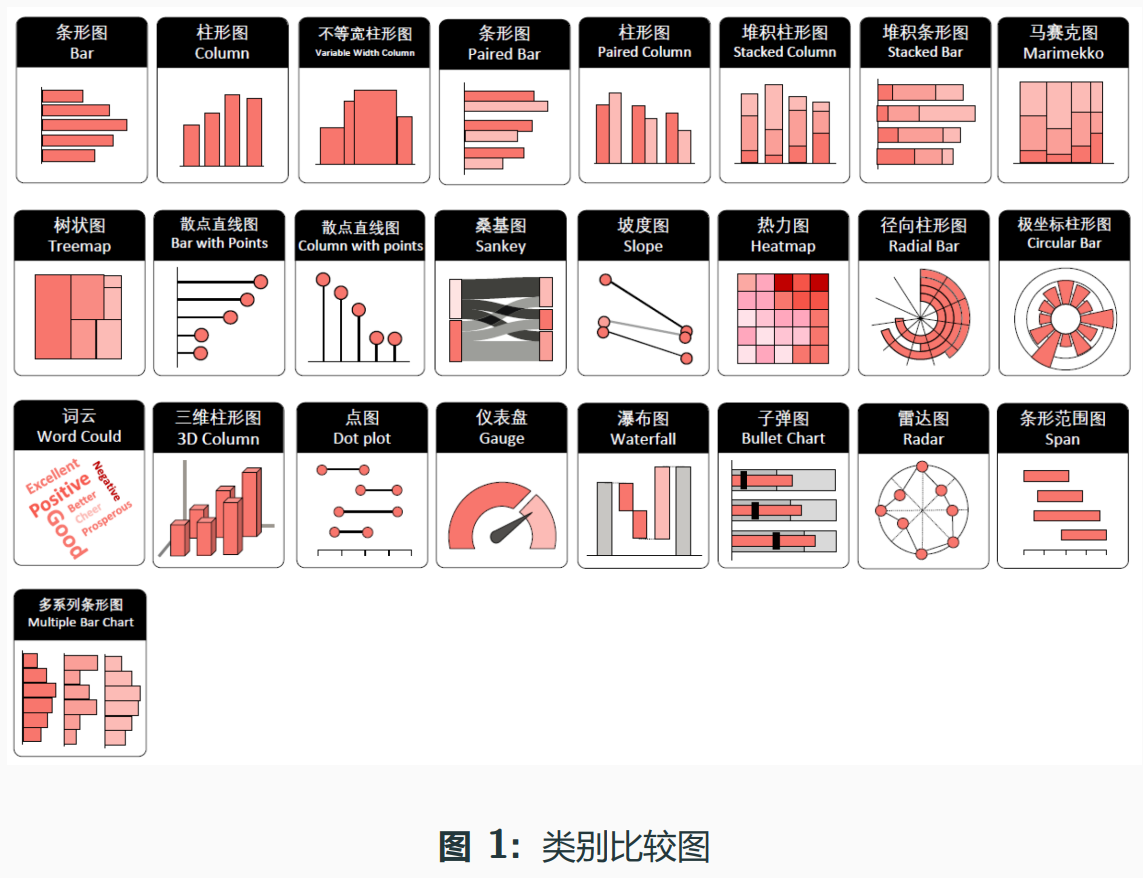 条形图
Bar
柱形图
Column
不等宽柱形图
Variable Width Column
条形图
Paired Bar
柱形图
Paired Column
堆积柱形图
Stacked Column
堆积条形图
Stacked Bar
马赛克图
Marimekko
树状图
Treemap
散点直线图
Bar with Points
散点直线图
Column with points
桑基图
Sankey
坡度图
Slope
热力图
Heatmap
径向柱形图
Radial Bar
极坐标柱形图
Circular Bar
词云
Word Could
Excellent
Positive
Negative
Better
Cheer
Good
Prosperous
三维柱形图
3D Column
点图
Dot plot
仪表盘
Gauge
瀑布图
Waterfall
子弹图
Bullet Chart
雷达图
Radar
条形范围图
Span
多系列条形图
Multiple Bar Chart
图 1: 类别比较图